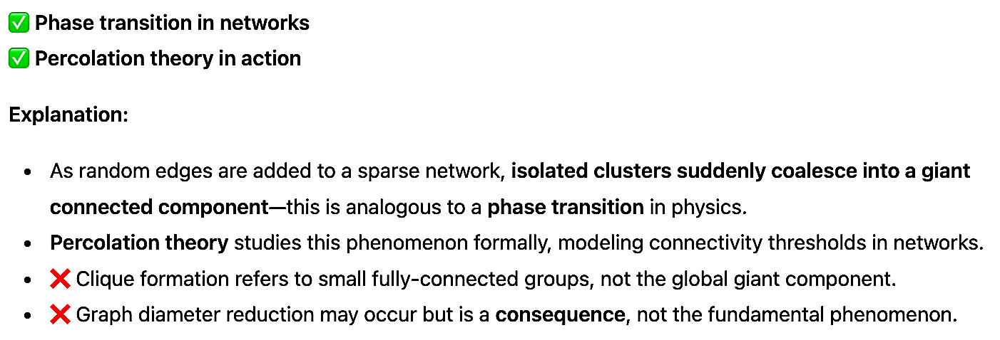 ✅ Phase transition in networks
✅ Percolation theory in action
Explanation:
• As random edges are added to a sparse network, isolated clusters suddenly coalesce into a giant
connected component—this is analogous to a phase transition in physics.
• Percolation theory studies this phenomenon formally, modeling connectivity thresholds in networks.
• ❌ Clique formation refers to small fully-connected groups, not the global giant component.
• ❌ Graph diameter reduction may occur but is a consequence, not the fundamental phenomenon.